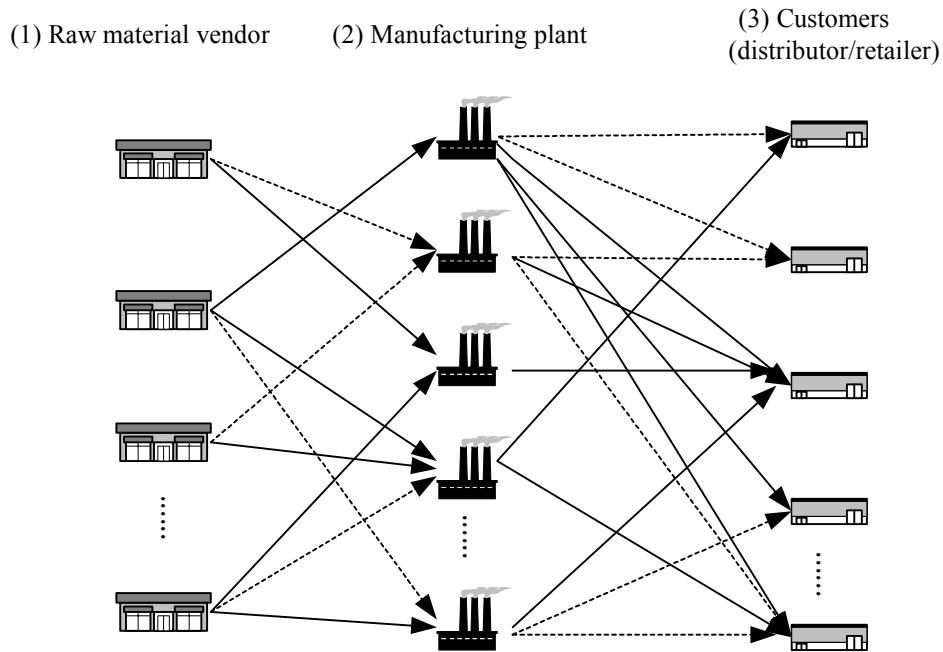 (1) Raw material vendor
(2) Manufacturing plant
(3) Customers
(distributor/retailer)